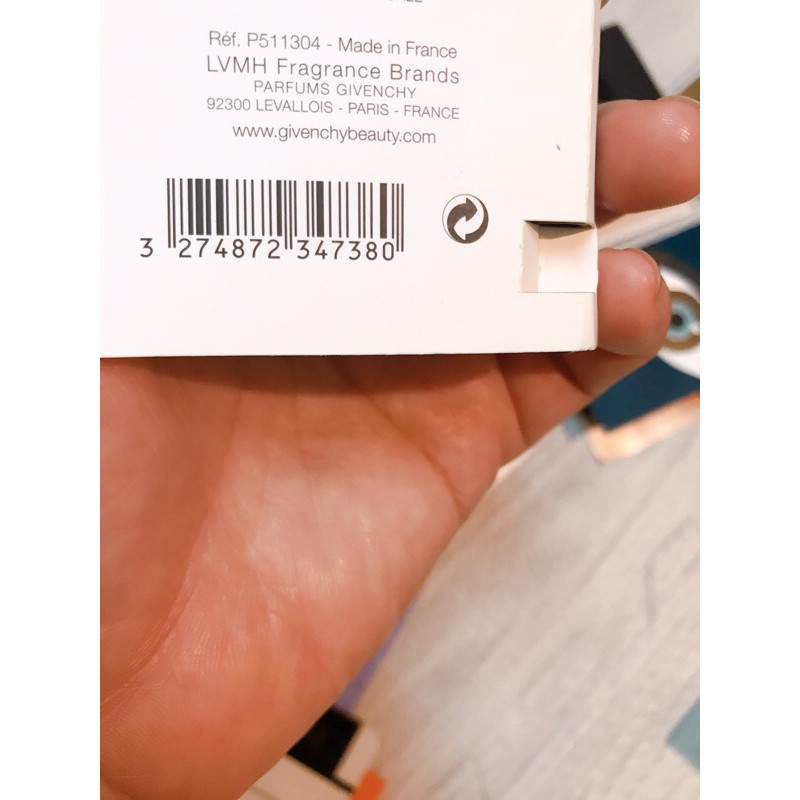 Réf. P511304 - Made in France
LVMH Fragrance Brands
PARFUMS GIVENCHY
92300 LEVALLOIS - PARIS - FRANCE
www.givenchybeauty.com
3 274872 347380